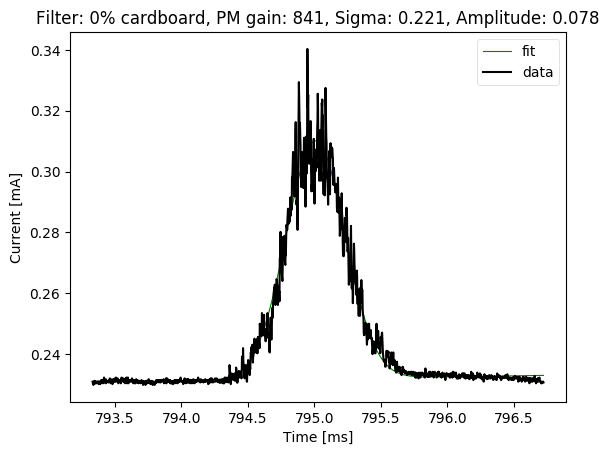 Filter: 0% cardboard, PM gain: 841, Sigma: 0.221, Amplitude: 0.078
fit
data
0.34
0.32
0.30
0.28
0.26
0.24
Current [mA]
793.5 794.0 794.5 795.0 795.5 796.0 796.5
Time [ms]